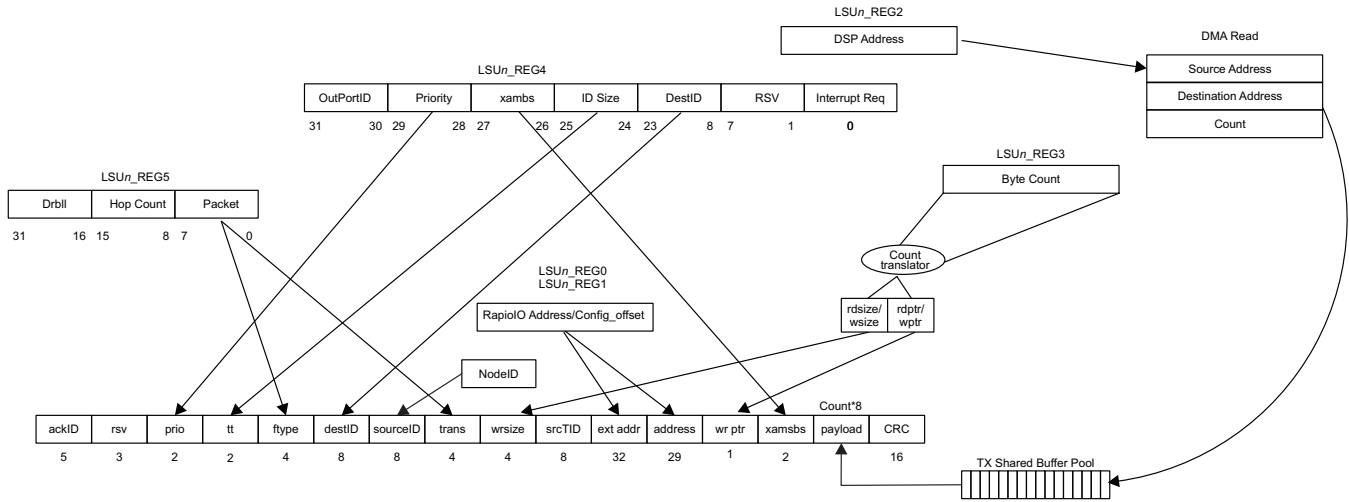 LSUn_REG2
DSP Address
DMA Read
Source Address
Destination Address
Count
LSUn_REG4
OutPortID Priority xambs ID Size DestID RSV Interrupt Req
31 30 29 28 27 26 25 24 23 8 7 1 0
LSUn_REG3
Byte Count
LSUn_REG5
Drbll Hop Count Packet
31 16 15 8 7 0
Count
translator
LSUn_REG0
LSUn_REG1
RapioIO Address/Config_offset
rdsize/
wsize
rdptr/
wptr
NodeID
Count*8
ackID rsv prio tt ftype destID sourceID trans wrsize srcTID ext addr address wr ptr xamsbs payload CRC
5 3 2 2 4 8 8 4 4 8 32 29 1 2 16
TX Shared Buffer Pool